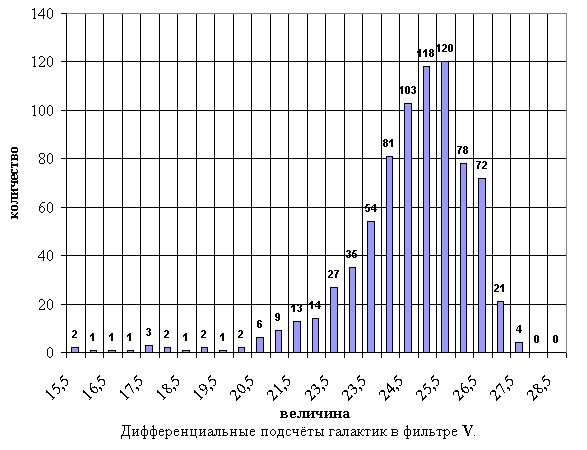 140
120
100
80
60
40
20
0
количество
2 1 1 1 3 2 1 2 1 2 6 9 13 14 27 35 54 81 103 118 120 78 72 21 4 0 0
15,5 16,5 17,5 18,5 19,5 20,5 21,5 23,5 23,5 24,5 25,5 26,5 27,5 28,5
величина
Дифференциальные подсчёты галактик в фильтре V.